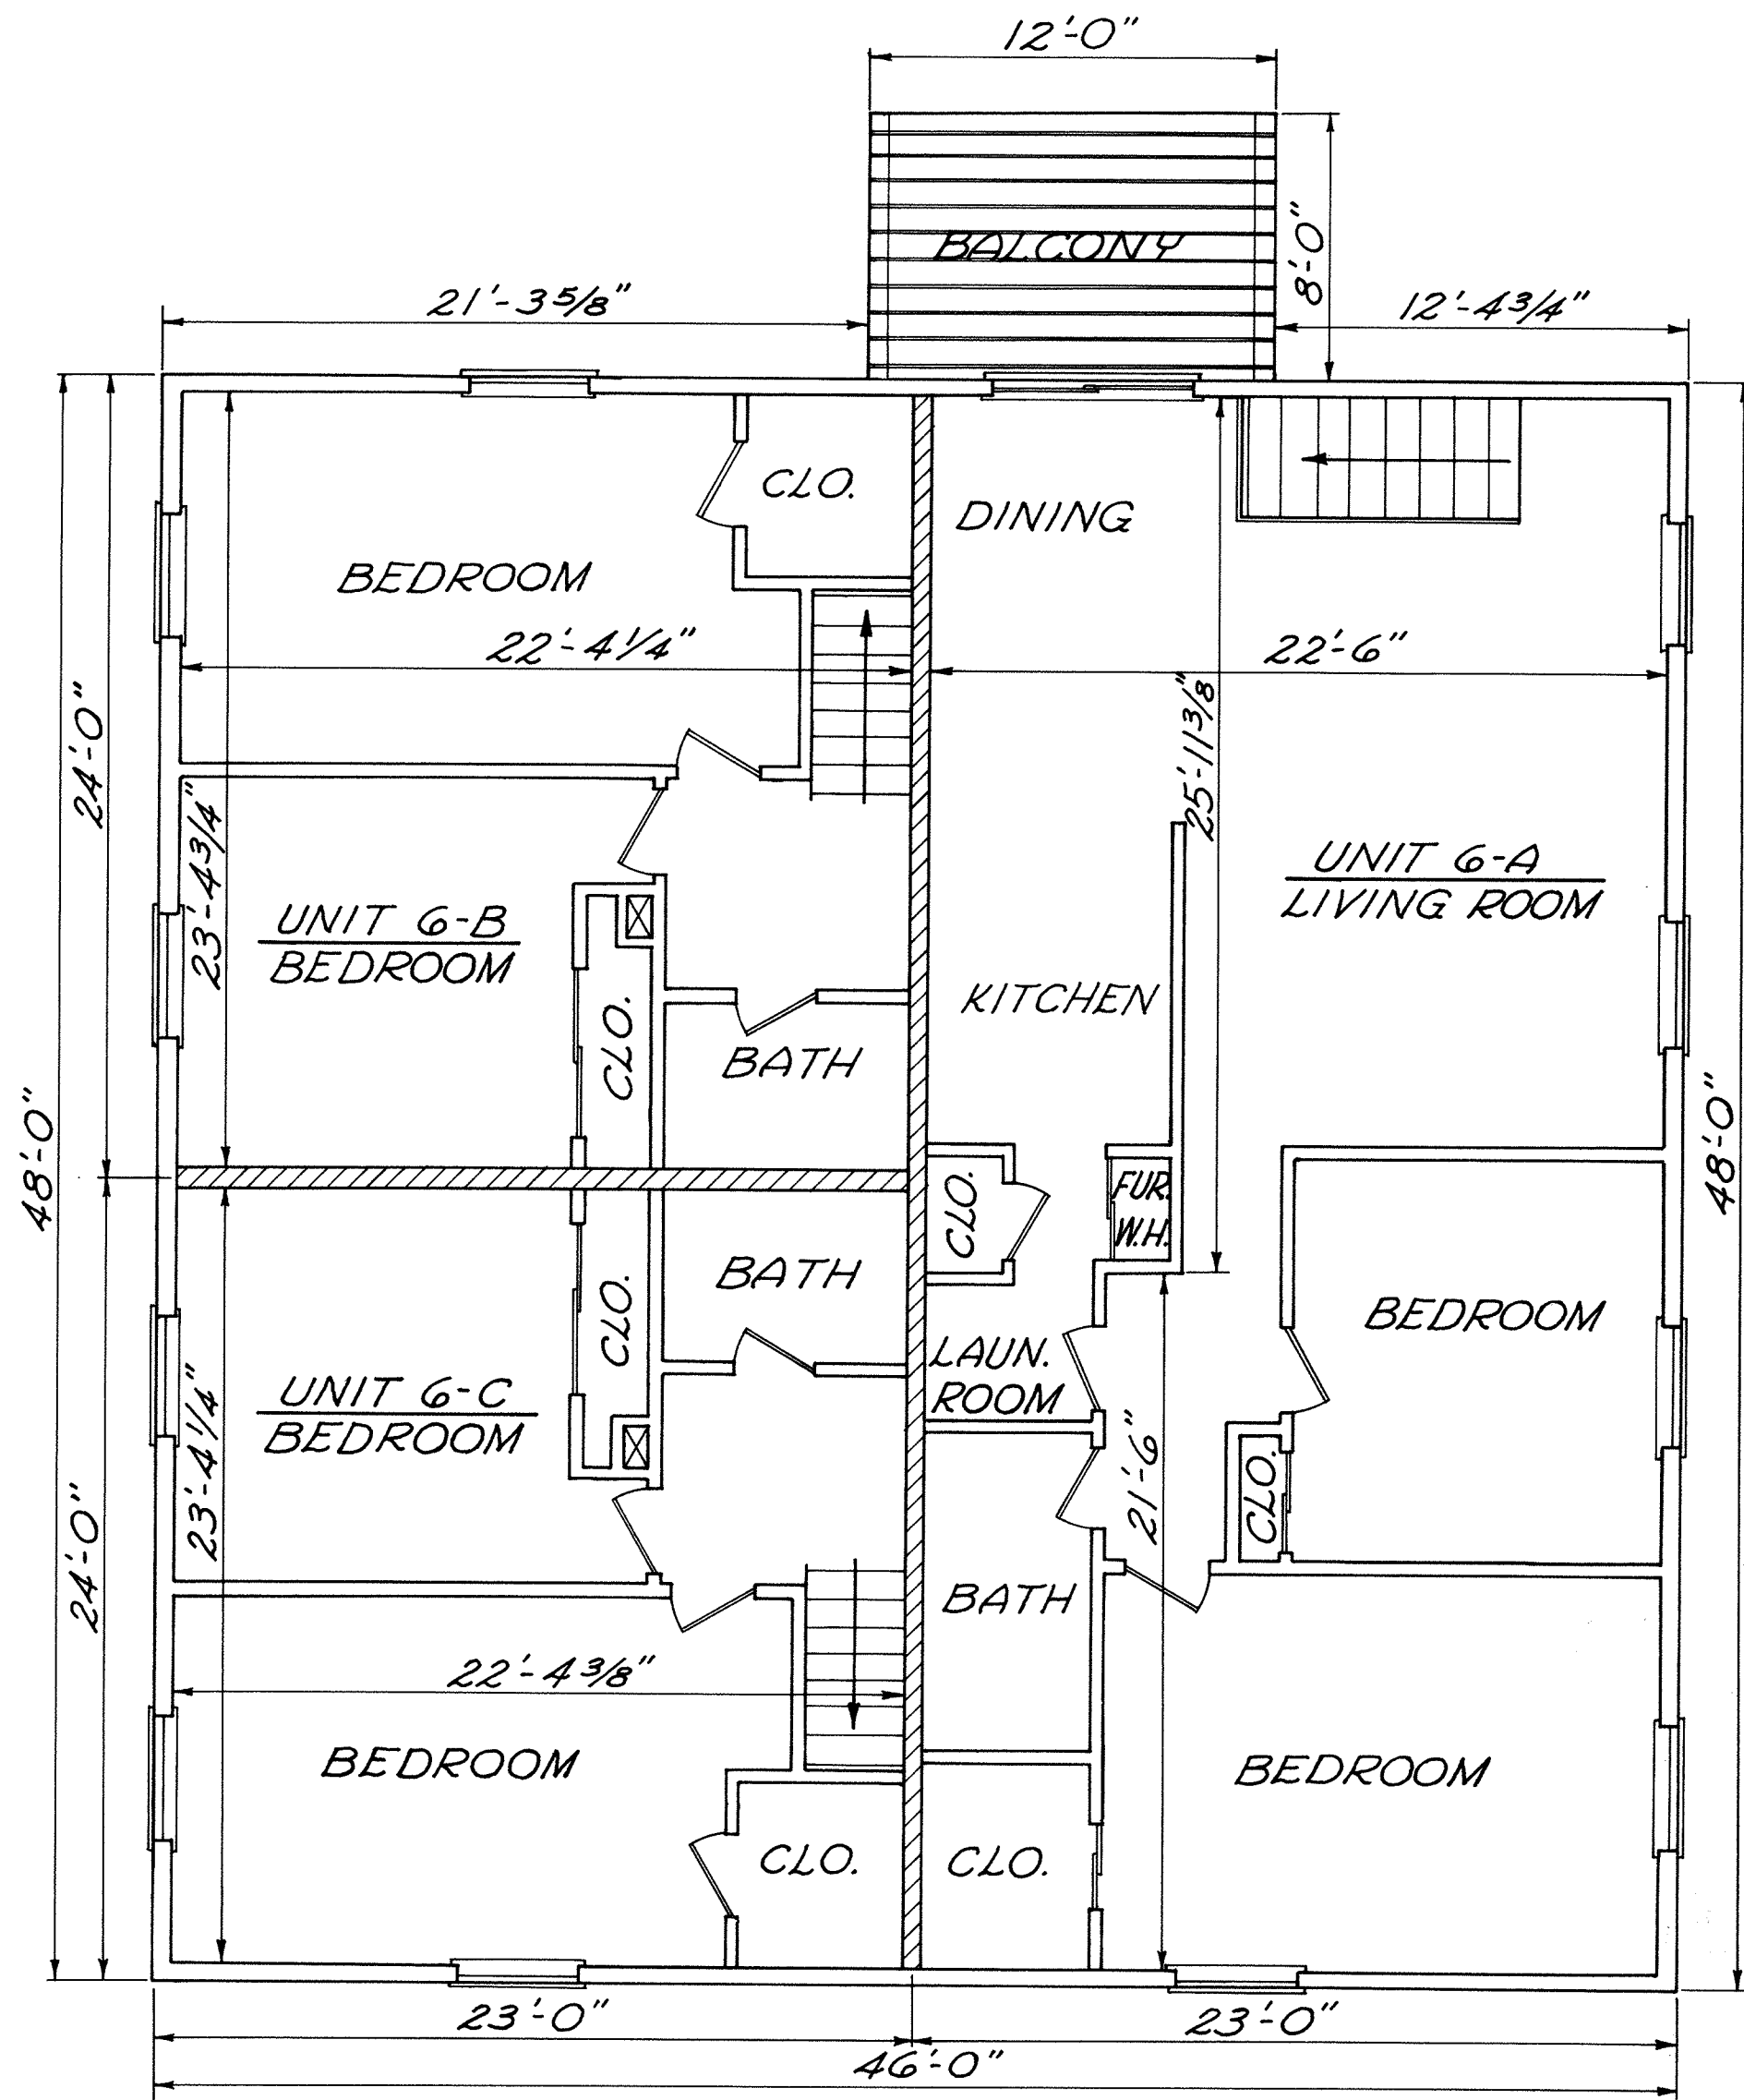 12'-0"
BALCONY
8'-0"
21'-3 5/8"
12'-4 3/4"
CLO.
DINING
BEDROOM
22'-4 1/4"
22'-6"
24'-0"
25'-11 3/8"
23'-4 3/4"
UNIT 6-A
LIVING ROOM
UNIT 6-B
BEDROOM
KITCHEN
CLO.
BATH
48'-0"
48'-0"
CLO.
FUR.
W.H.
BATH
CLO.
BEDROOM
LAUN.
ROOM
UNIT 6-C
BEDROOM
23'-4 1/4"
21'-6"
CLO.
24'-0"
BATH
22'-4 3/8"
BEDROOM
BEDROOM
CLO.
CLO.
23'-0"
23'-0"
46'-0"